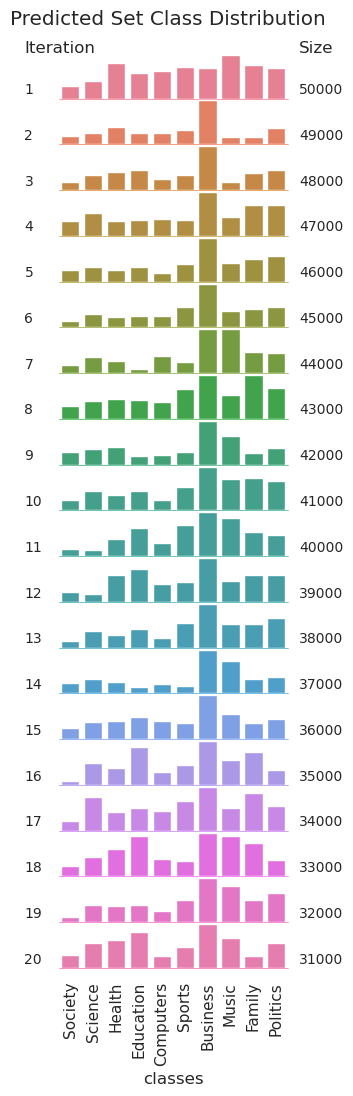 Predicted Set Class Distribution
Iteration Size
1 50000
2 49000
3 48000
4 47000
5 46000
6 45000
7 44000
8 43000
9 42000
10 41000
11 40000
12 39000
13 38000
14 37000
15 36000
16 35000
17 34000
18 33000
19 32000
20 31000
Society
Science
Health
Education
Computers
Sports
Business
Music
Family
Politics
classes